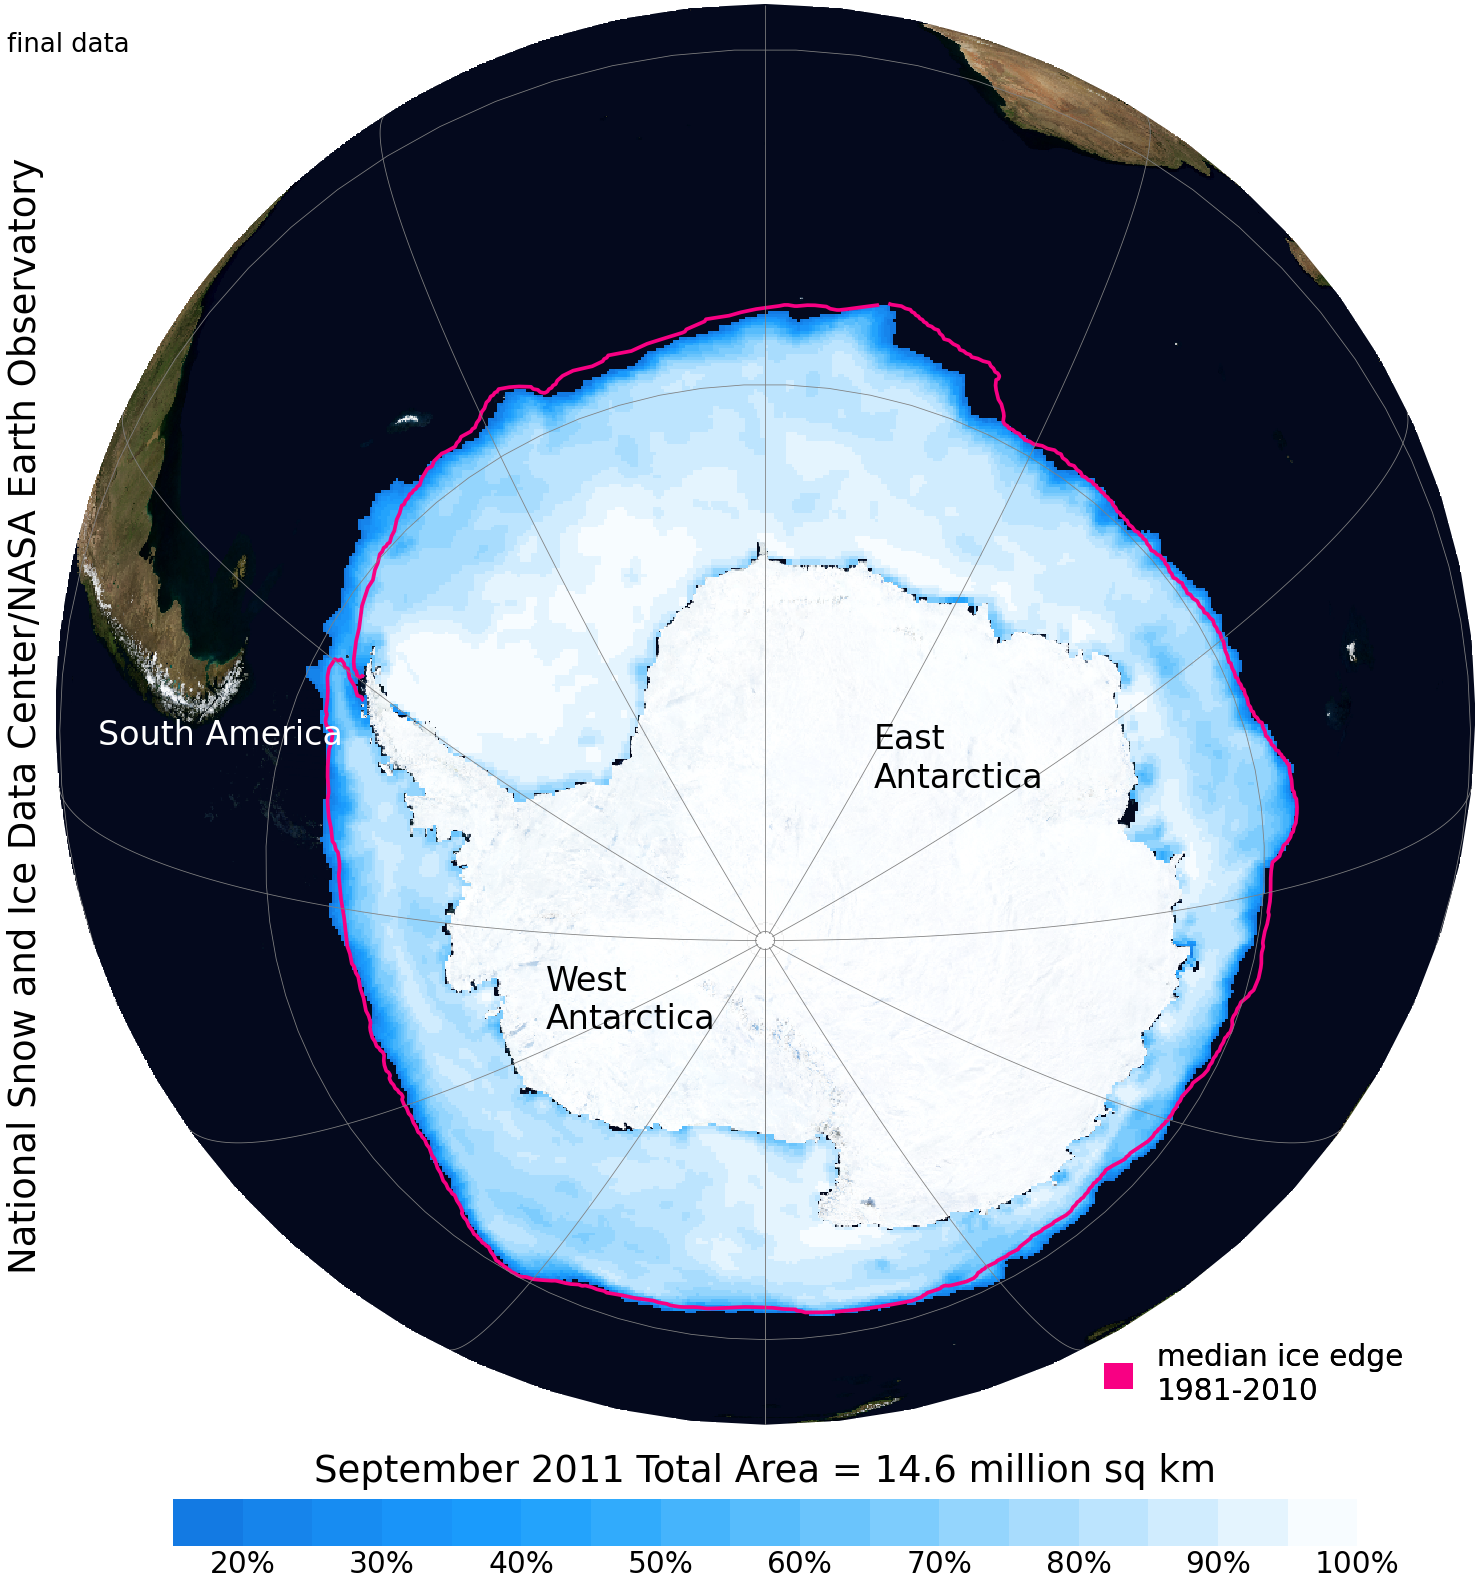 final data
National Snow and Ice Data Center/NASA Earth Observatory
South America
East
Antarctica
West
Antarctica
median ice edge
1981-2010
September 2011 Total Area = 14.6 million sq km
20% 30% 40% 50% 60% 70% 80% 90% 100%